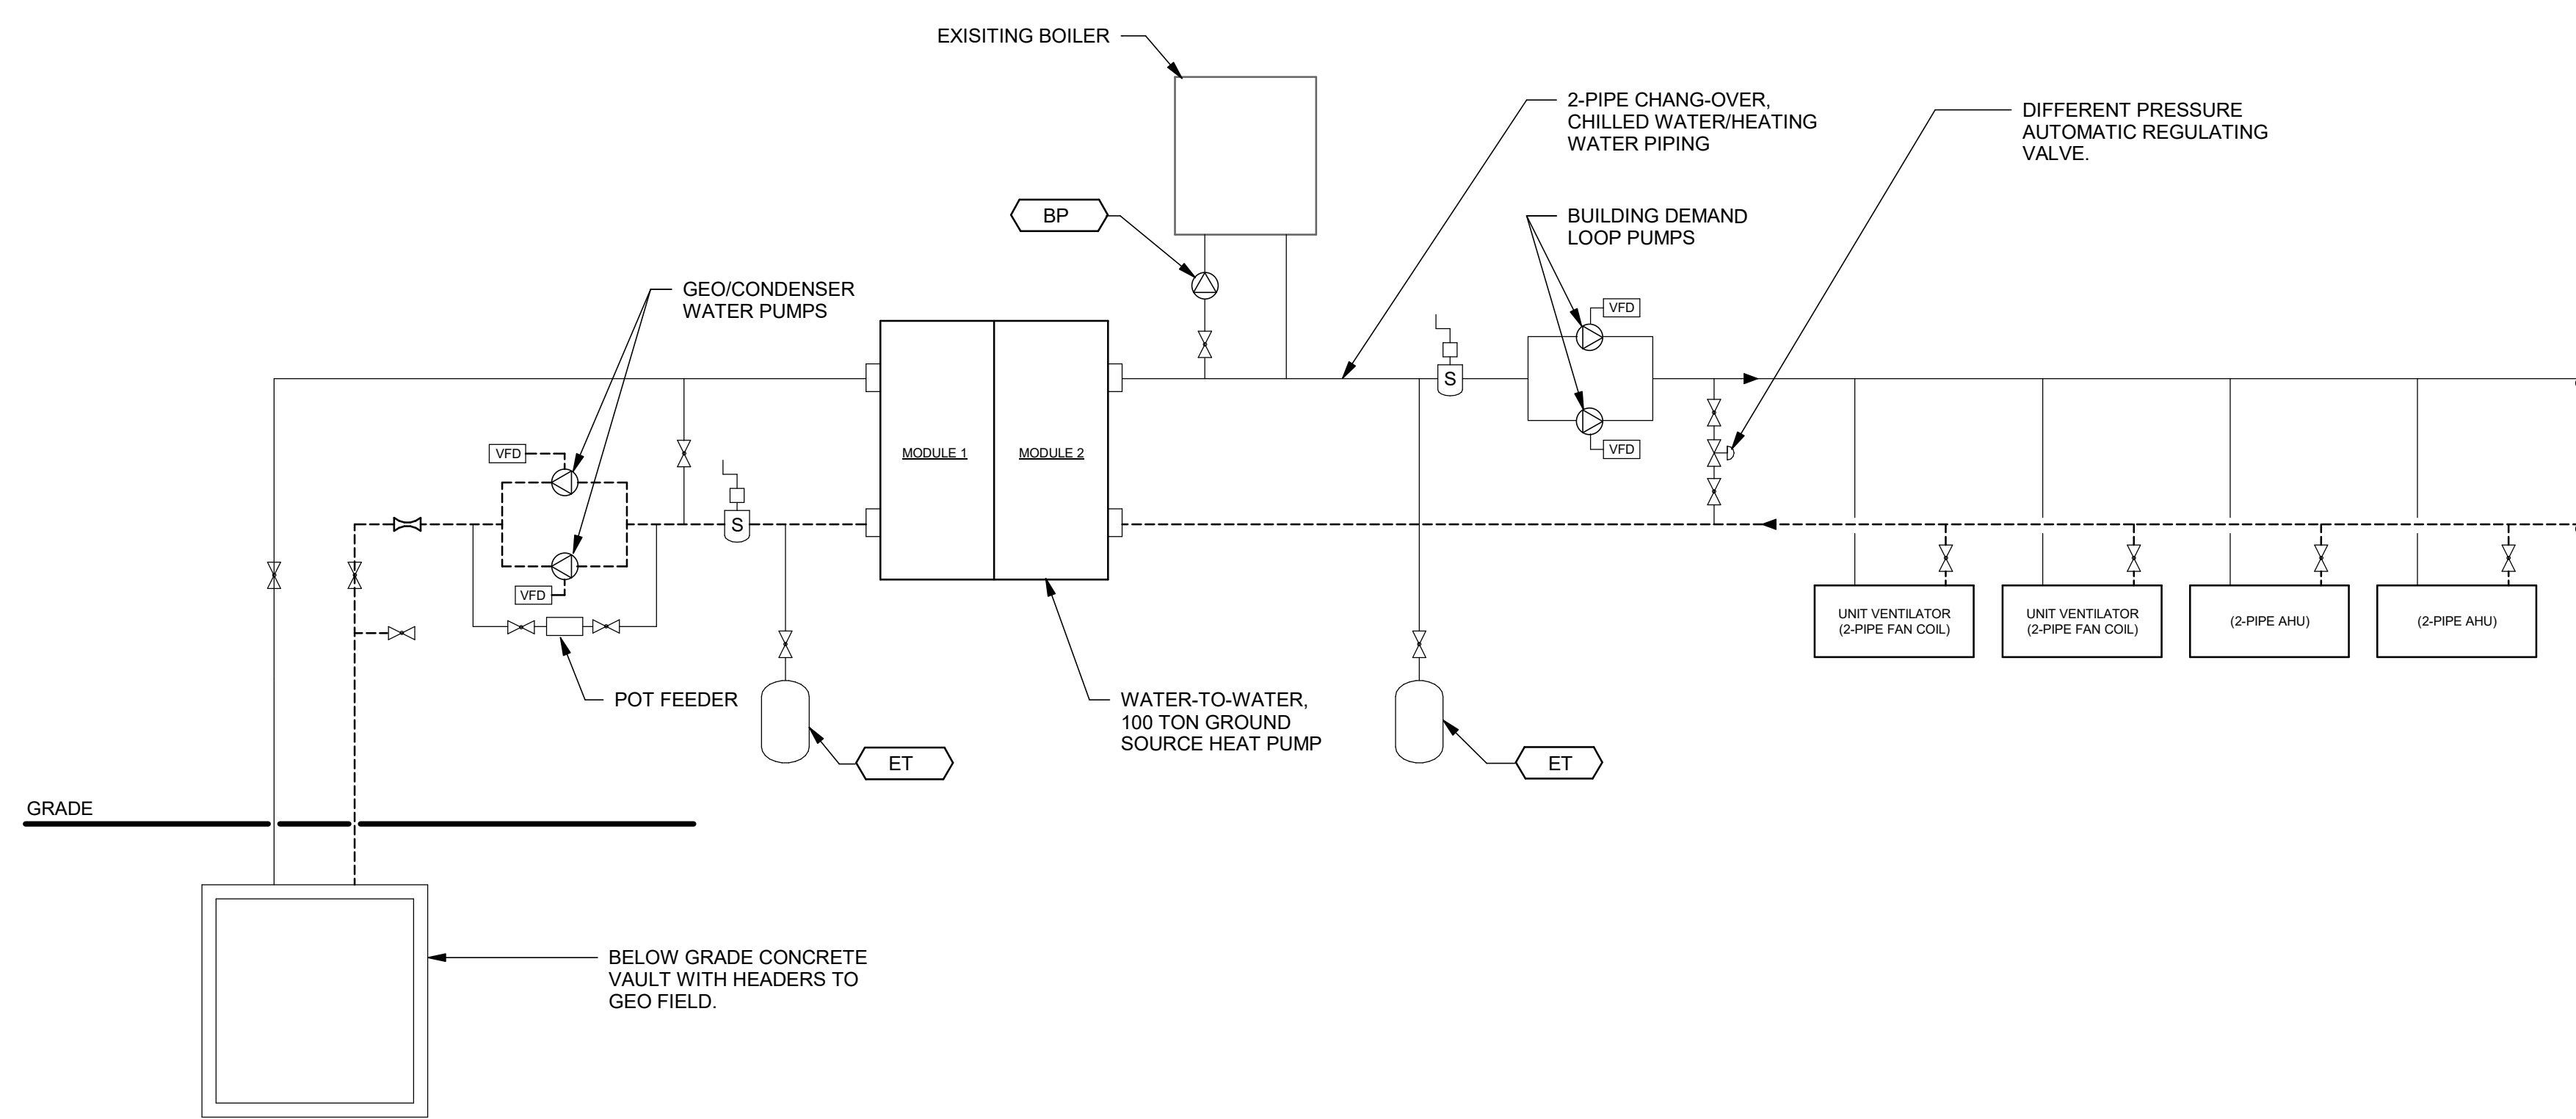 EXISITING BOILER
2-PIPE CHANG-OVER,
CHILLED WATER/HEATING
WATER PIPING
DIFFERENT PRESSURE
AUTOMATIC REGULATING
VALVE.
BP
BUILDING DEMAND
LOOP PUMPS
GEO/CONDENSER
WATER PUMPS
VFD
S
VFD
VFD
MODULE 1
MODULE 2
S
VFD
UNIT VENTILATOR
(2-PIPE FAN COIL)
UNIT VENTILATOR
(2-PIPE FAN COIL)
(2-PIPE AHU)
(2-PIPE AHU)
POT FEEDER
WATER-TO-WATER,
100 TON GROUND
SOURCE HEAT PUMP
ET
ET
GRADE
BELOW GRADE CONCRETE
VAULT WITH HEADERS TO
GEO FIELD.